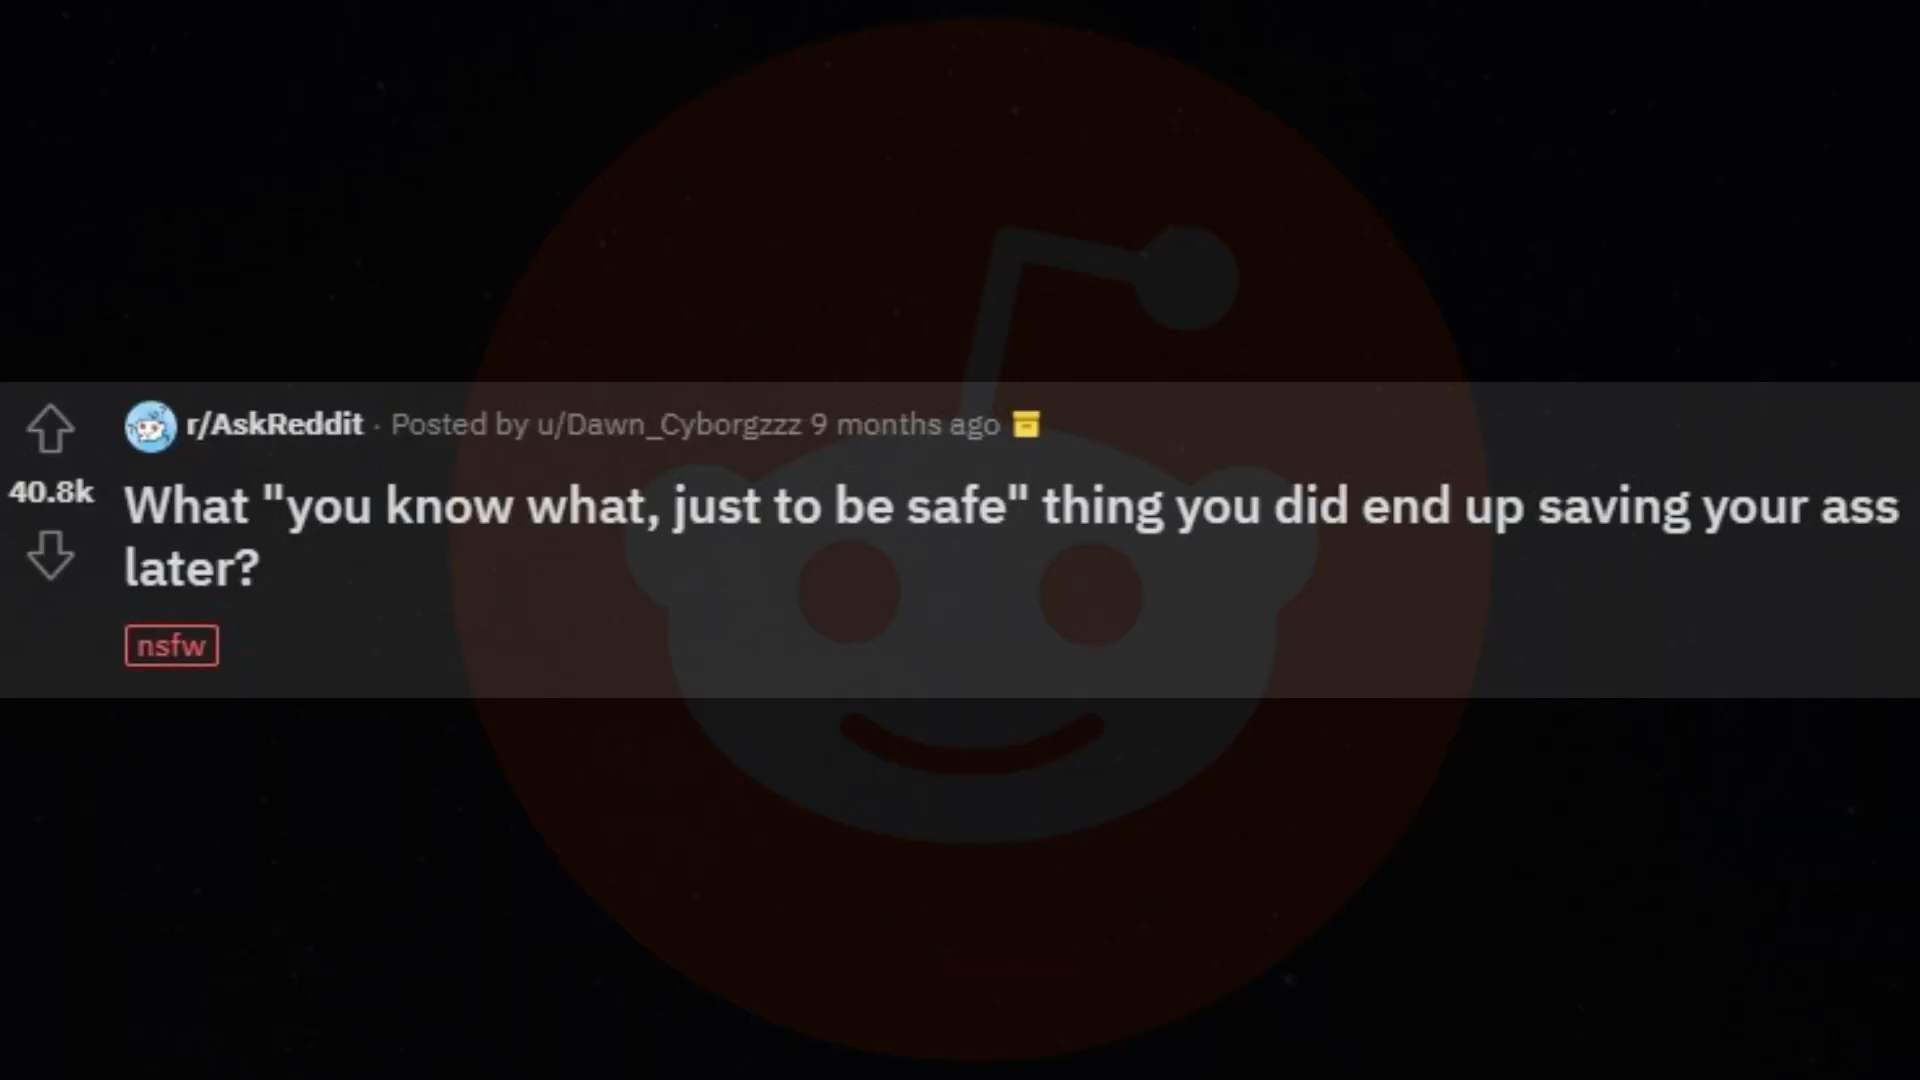 r/AskReddit · Posted by u/Dawn_Cyborgzzz 9 months ago
40.8k
What "you know what, just to be safe" thing you did end up saving your ass
later?
nsfw